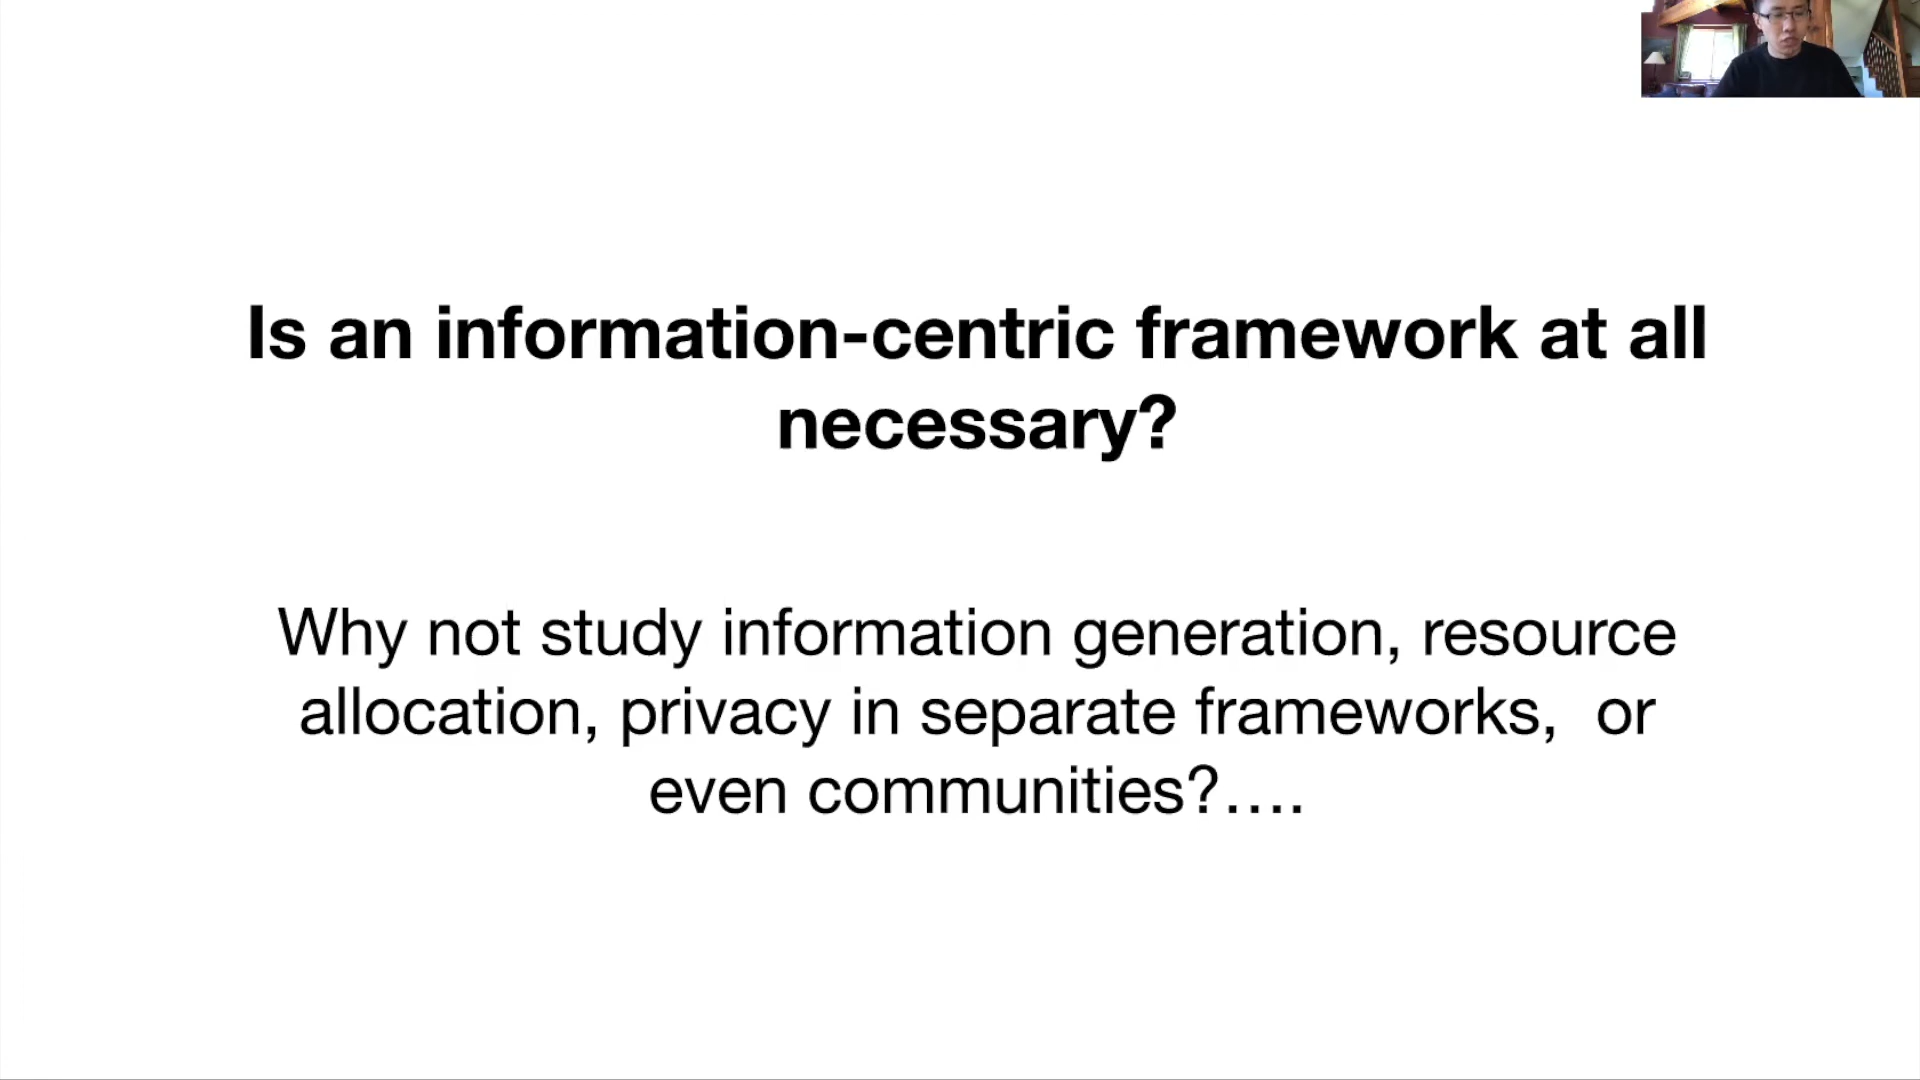 Is an information-centric framework at all
necessary?
Why not study information generation, resource
allocation, privacy in separate frameworks,  or
even communities?....